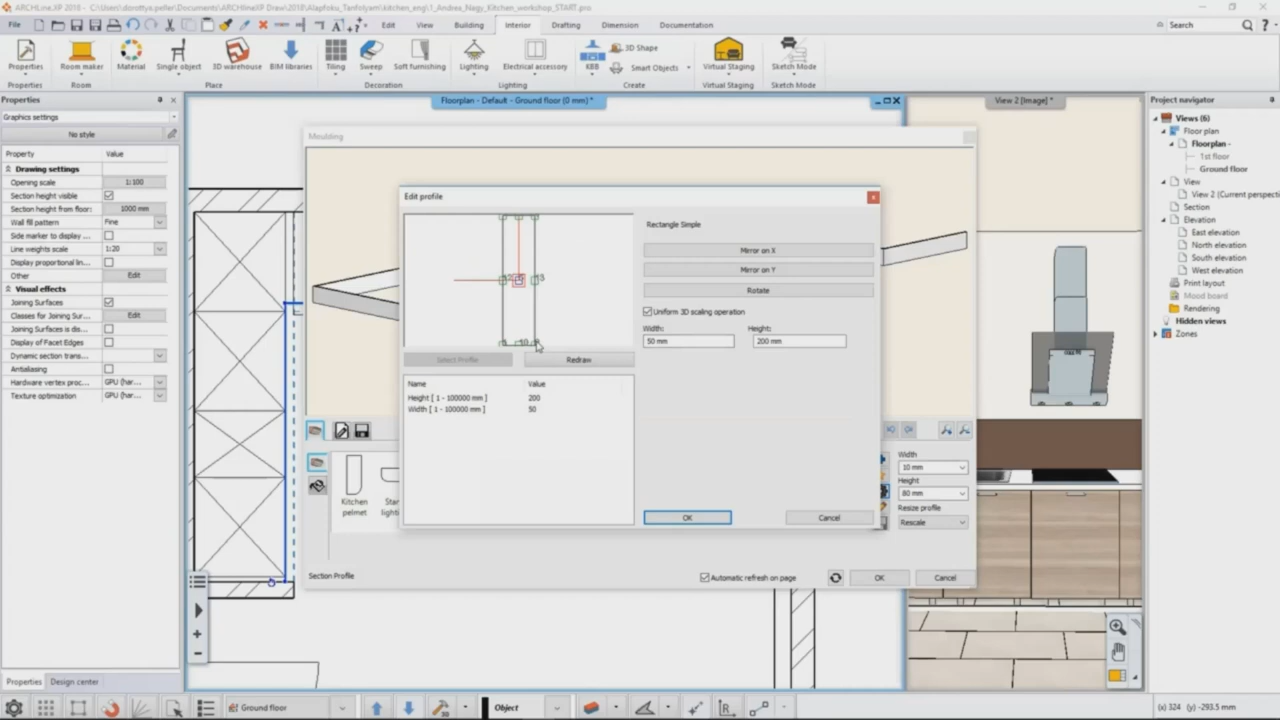 ARCHLine.XP 2018 - C:\Users\dorottya.peller\Documents\ARCHlineXP Draw\2018\Alapfoku_Tanfolyam\kitchen_eng\1_Andrea_Nagy_Kitchen_workshop_START.pro
File Edit View Building Interior Drafting Dimension Documentation Search
Properties Room maker Material Single object 3D warehouse BIM libraries Tiling Sweep Soft furnishing Lighting Electrical accessory KBB 3D Shape Smart Objects Virtual Staging Sketch Mode
Properties Room Place Decoration Lighting Create Virtual Staging Sketch Mode
Properties
Graphics settings
No style
Property Value
Drawing settings
Opening scale 1:100
Section height visible
Section height from floor: 1000 mm
Wall fill pattern Fine
Side marker to display ...
Line weights scale 1:20
Display proportional lin...
Other Edit
Visual effects
Joining Surfaces
Classes for Joining Sur... Edit
Joining Surfaces is do...
Display of Facet Edges
Dynamic section trans...
Antialiasing
Hardware vertex proc... GPU (har...
Texture optimization GPU (har...
Properties Design center
Floorplan - Default - Ground floor (0 mm) *
View 2 [Image] *
Moulding
Edit profile
Rectangle Simple
Mirror on X
Mirror on Y
Rotate
Uniform 3D scaling operation
Width: Height:
50 mm 200 mm
Select Profile Redraw
Name Value
Height [ 1 - 100000 mm ] 200
Width [ 1 - 100000 mm ] 50
OK Cancel
Kitchen pelmet
Width
10 mm
Height
80 mm
Resize profile
Rescale
Section Profile
Automatic refresh on page
OK Cancel
Project navigator
Views (6)
Floor plan
Floorplan -
1st floor
Ground floor
View
View 2 (Current perspecti
Section
Elevation
East elevation
North elevation
South elevation
West elevation
Print layout
Mood board
Rendering
Hidden views
Zones
Ground floor
Object
(x) 324 (y) -293.5 mm